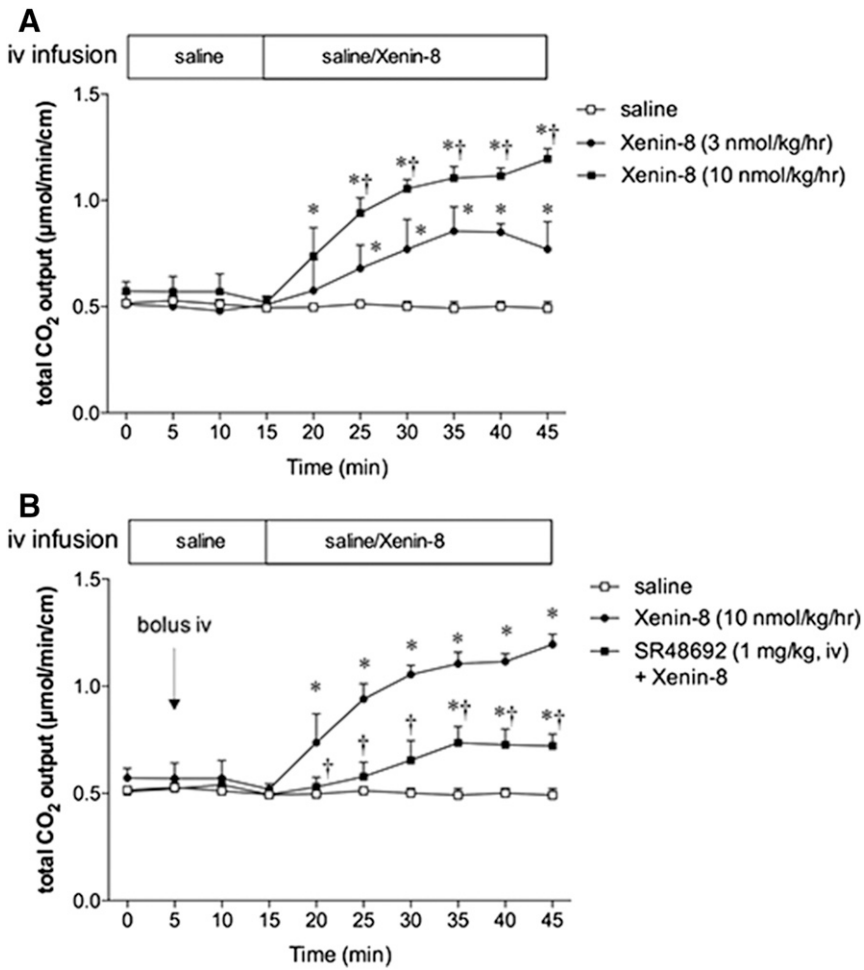 A
iv infusion saline saline/Xenin-8
1.5
1.0
0.5
0.0
total CO2 output (µmol/min/cm)
saline
Xenin-8 (3 nmol/kg/hr)
Xenin-8 (10 nmol/kg/hr)
* *† *† *† *† *†
* * * * *
0 5 10 15 20 25 30 35 40 45
Time (min)
B
iv infusion saline saline/Xenin-8
1.5
1.0
0.5
0.0
total CO2 output (µmol/min/cm)
bolus iv
saline
Xenin-8 (10 nmol/kg/hr)
SR48692 (1 mg/kg, iv)
+ Xenin-8
* * * * * *
† † † *† *† *†
0 5 10 15 20 25 30 35 40 45
Time (min)